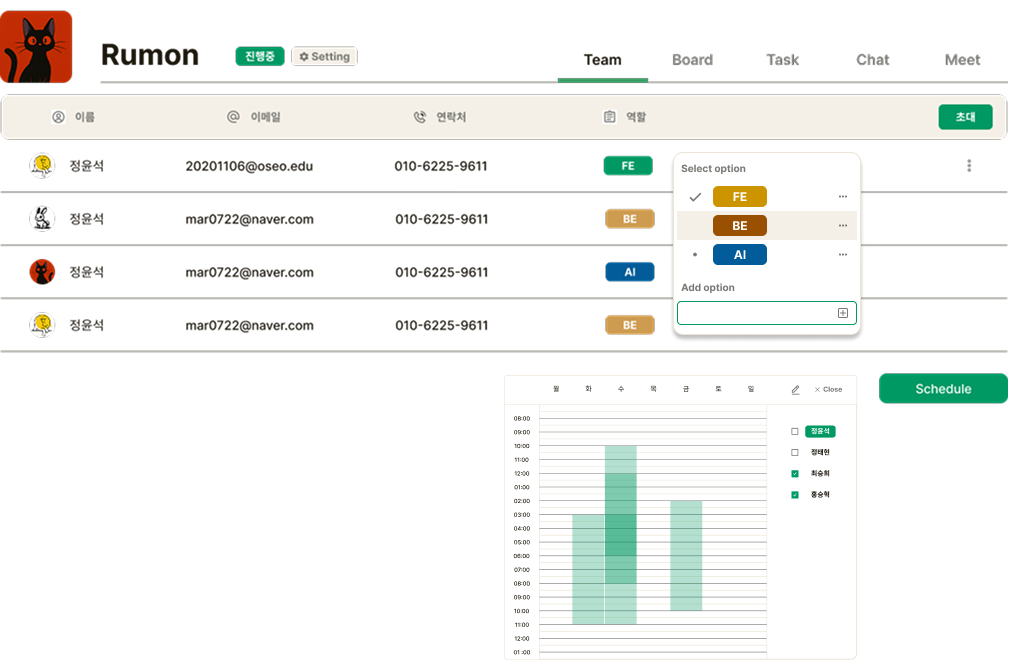 Rumon
진행중
Setting
Team Board Task Chat Meet
이름 이메일 연락처 역할 초대
정윤석 20201106@oseo.edu 010-6225-9611 FE
정윤석 mar0722@naver.com 010-6225-9611 BE
정윤석 mar0722@naver.com 010-6225-9611 AI
정윤석 mar0722@naver.com 010-6225-9611 BE
Select option
FE
BE
AI
Add option
Schedule
월 화 수 목 금 토 일
Close
08:00
09:00
10:00
11:00
12:00
01:00
02:00
03:00
04:00
05:00
06:00
07:00
08:00
09:00
10:00
11:00
12:00
01:00
정윤석
정태현
최승희
홍승혁